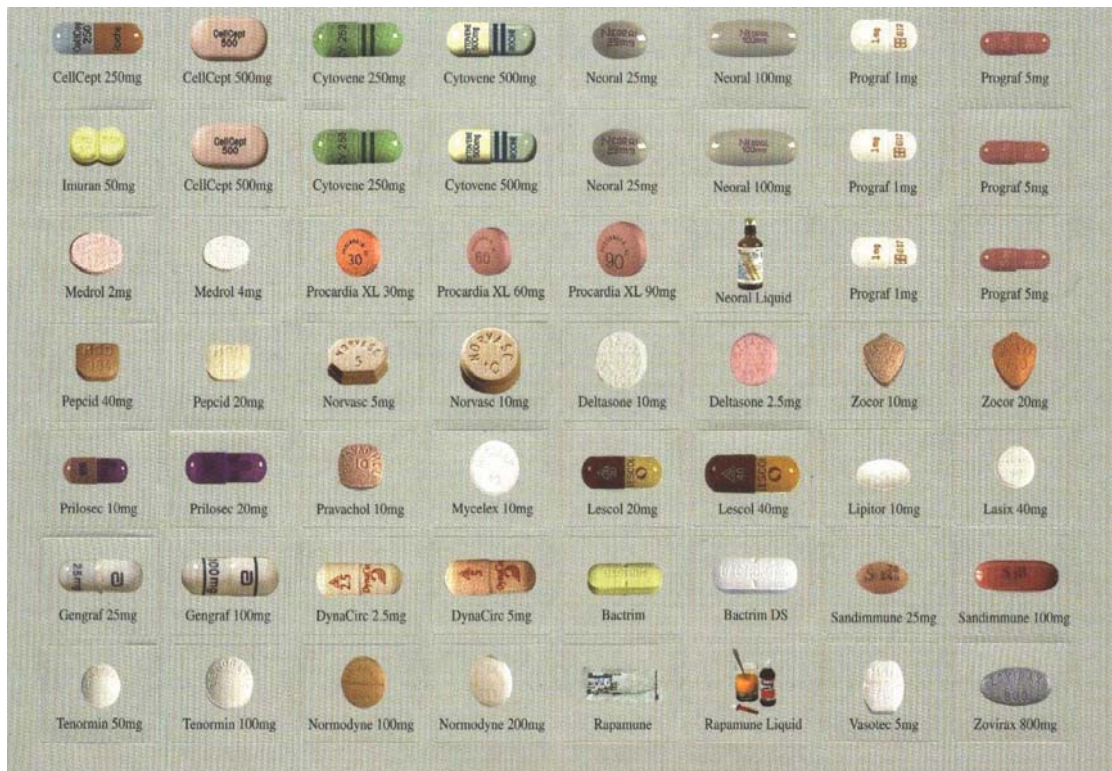 CellCept 250mg
CellCept 500mg
Cytovene 250mg
Cytovene 500mg
Neoral 25mg
Neoral 100mg
Prograf 1mg
Prograf 5mg
Imuran 50mg
CellCept 500mg
Cytovene 250mg
Cytovene 500mg
Neoral 25mg
Neoral 100mg
Prograf 1mg
Prograf 5mg
Medrol 2mg
Medrol 4mg
Procardia XL 30mg
Procardia XL 60mg
Procardia XL 90mg
Neoral Liquid
Prograf 1mg
Prograf 5mg
Pepcid 40mg
Pepcid 20mg
Norvasc 5mg
Norvasc 10mg
Deltasone 10mg
Deltasone 2.5mg
Zocor 10mg
Zocor 20mg
Prilosec 10mg
Prilosec 20mg
Pravachol 10mg
Mycelex 10mg
Lescol 20mg
Lescol 40mg
Lipitor 10mg
Lasix 40mg
Gengraf 25mg
Gengraf 100mg
DynaCirc 2.5mg
DynaCirc 5mg
Bactrim
Bactrim DS
Sandimmune 25mg
Sandimmune 100mg
Tenormin 50mg
Tenormin 100mg
Normodyne 100mg
Normodyne 200mg
Rapamune
Rapamune Liquid
Vasotec 5mg
Zovirax 800mg